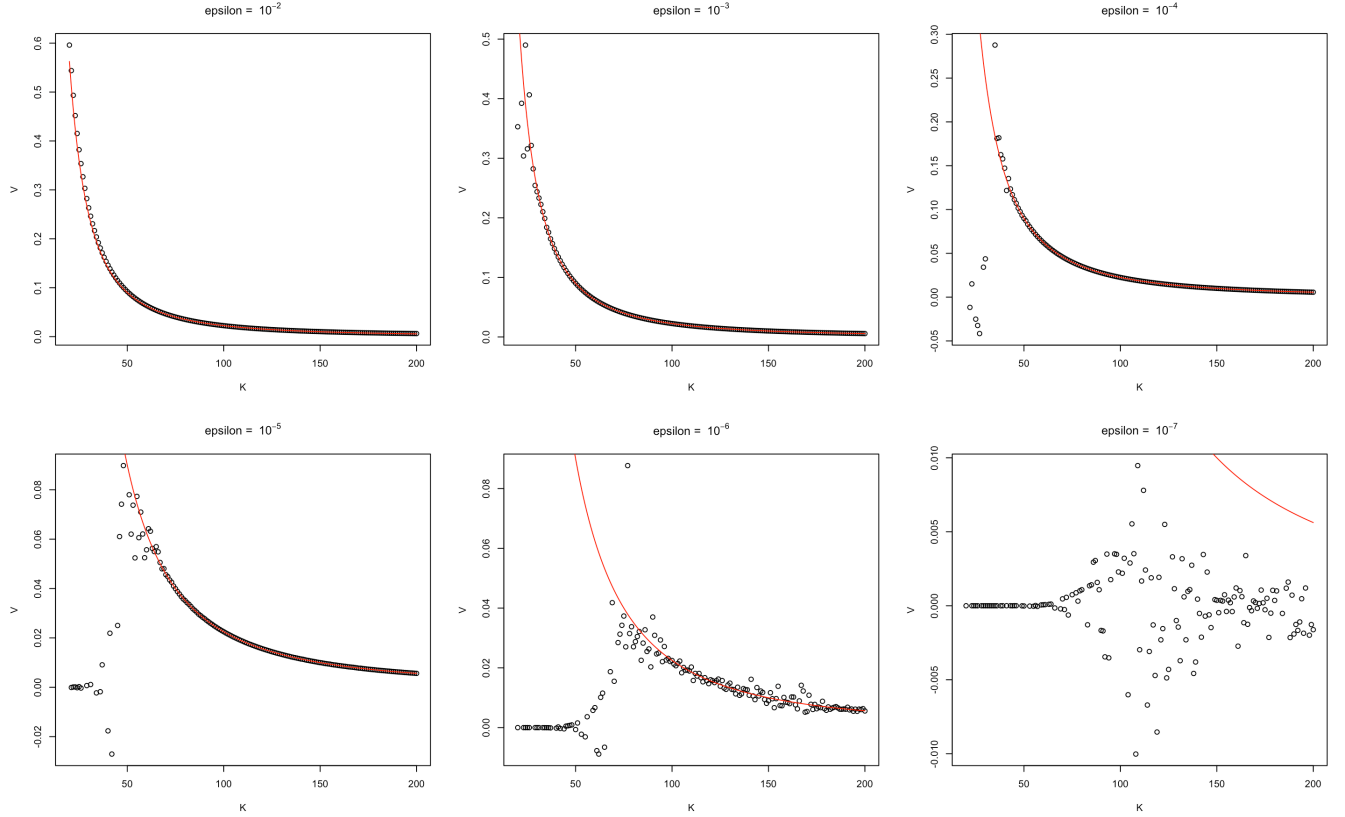 epsilon = 10⁻²
0.6
0.5
0.4
0.3
0.2
0.1
0.0
V
50 100 150 200
K
epsilon = 10⁻³
0.5
0.4
0.3
0.2
0.1
0.0
V
50 100 150 200
K
epsilon = 10⁻⁴
0.30
0.25
0.20
0.15
0.10
0.05
0.00
-0.05
V
50 100 150 200
K
epsilon = 10⁻⁵
0.08
0.06
0.04
0.02
0.00
-0.02
V
50 100 150 200
K
epsilon = 10⁻⁶
0.08
0.06
0.04
0.02
0.00
V
50 100 150 200
K
epsilon = 10⁻⁷
0.010
0.005
0.000
-0.005
-0.010
V
50 100 150 200
K